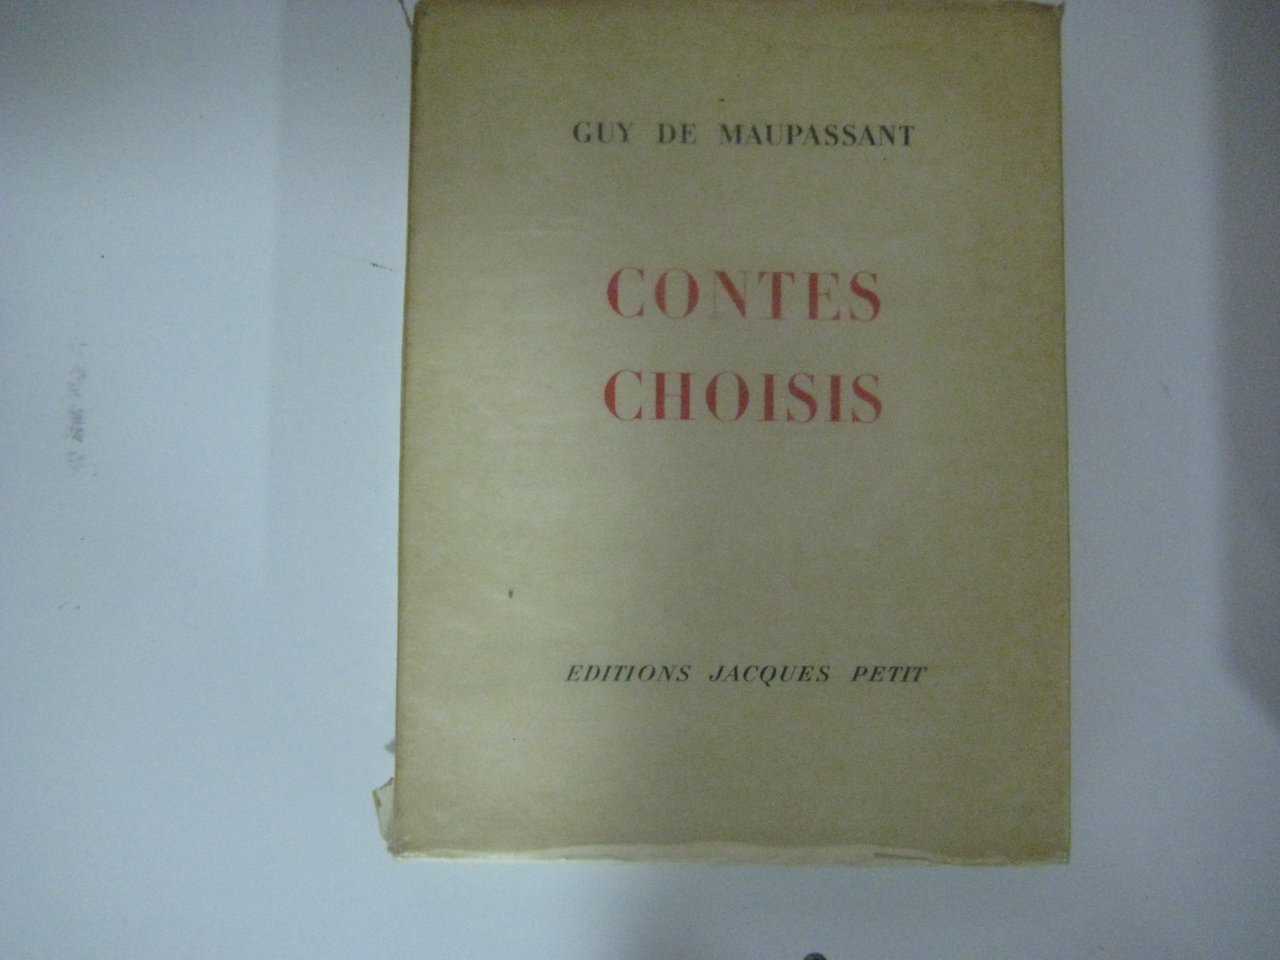 GUY DE MAUPASSANT
CONTES
CHOISIS
EDITIONS JACQUES PETIT